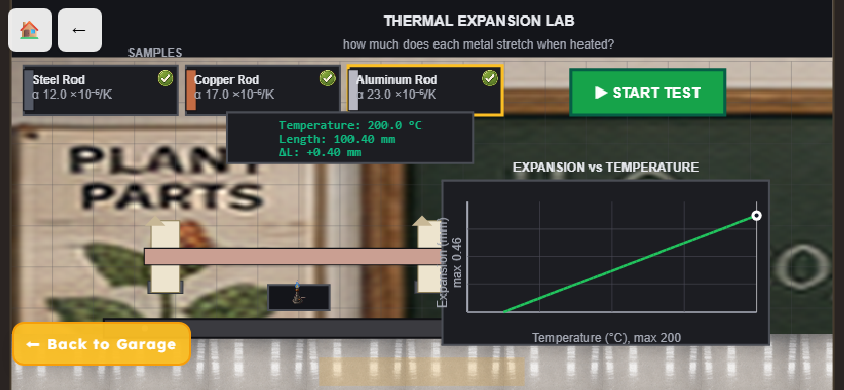 THERMAL EXPANSION LAB
how much does each metal stretch when heated?
SAMPLES
Steel Rod
α 12.0 ×10⁻⁶/K
Copper Rod
α 17.0 ×10⁻⁶/K
Aluminum Rod
α 23.0 ×10⁻⁶/K
▶ START TEST
Temperature: 200.0 °C
Length: 100.40 mm
ΔL: +0.40 mm
PLANT
PARTS
EXPANSION vs TEMPERATURE
Expansion (mm)
max 0.46
Temperature (°C), max 200
← Back to Garage